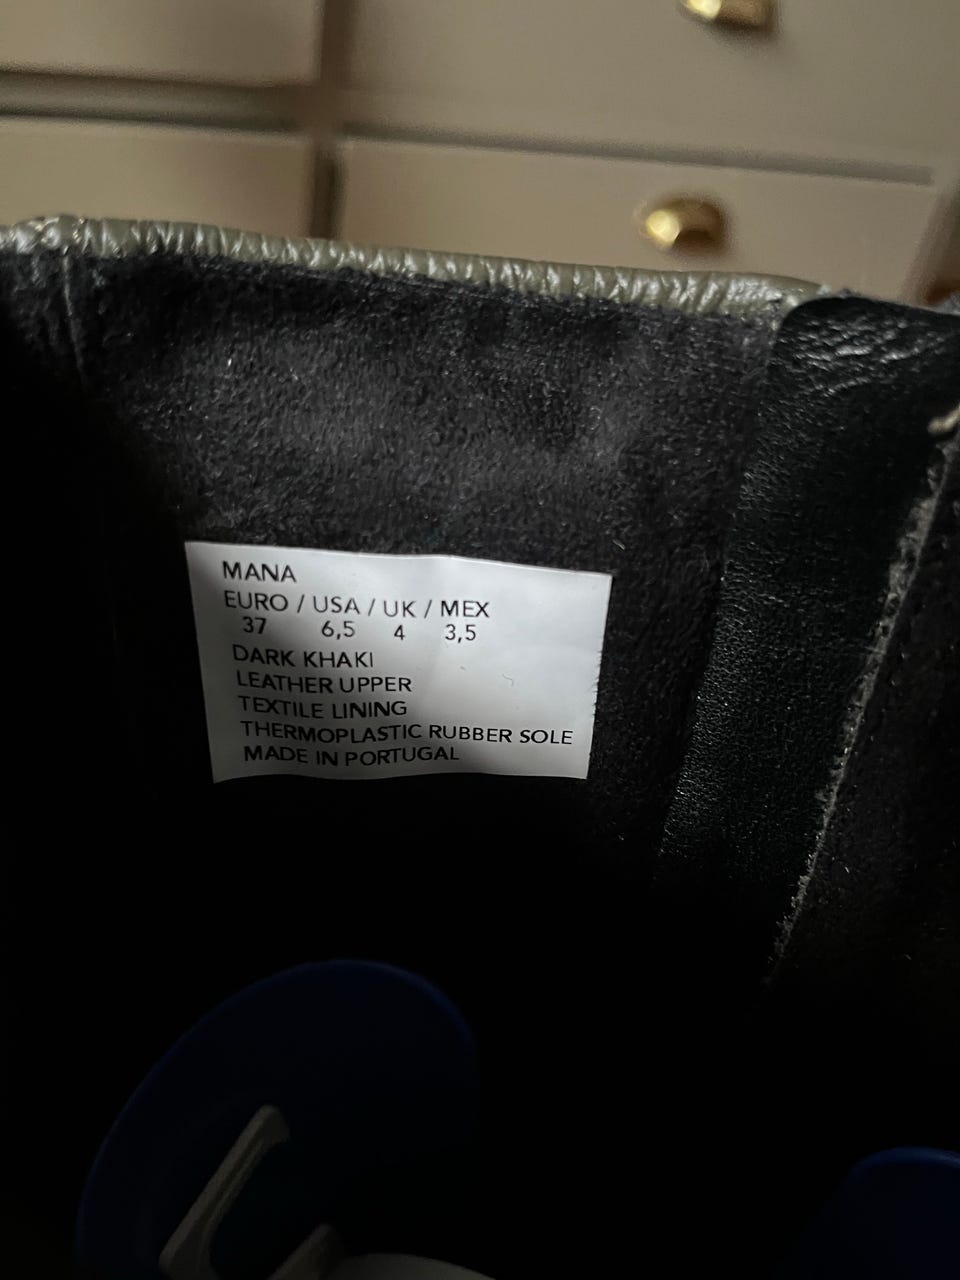 MANA
EURO / USA / UK / MEX
37 6,5 4 3,5
DARK KHAKI
LEATHER UPPER
TEXTILE LINING
THERMOPLASTIC RUBBER SOLE
MADE IN PORTUGAL